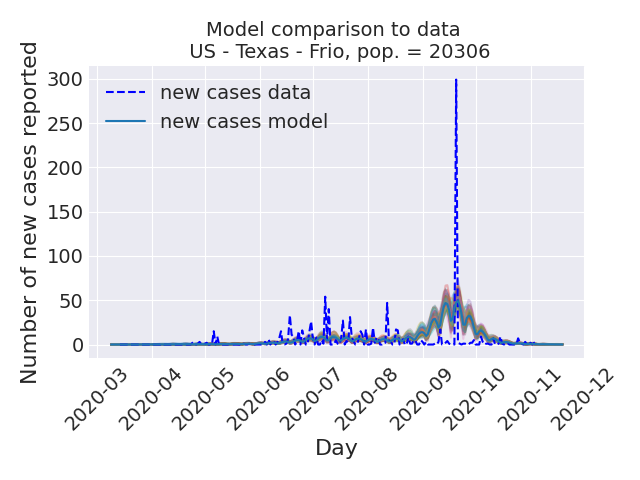 Model comparison to data
US - Texas - Frio, pop. = 20306
Number of new cases reported
300
250
200
150
100
50
0
new cases data
new cases model
2020-03
2020-04
2020-05
2020-06
2020-07
2020-08
2020-09
2020-10
2020-11
2020-12
Day